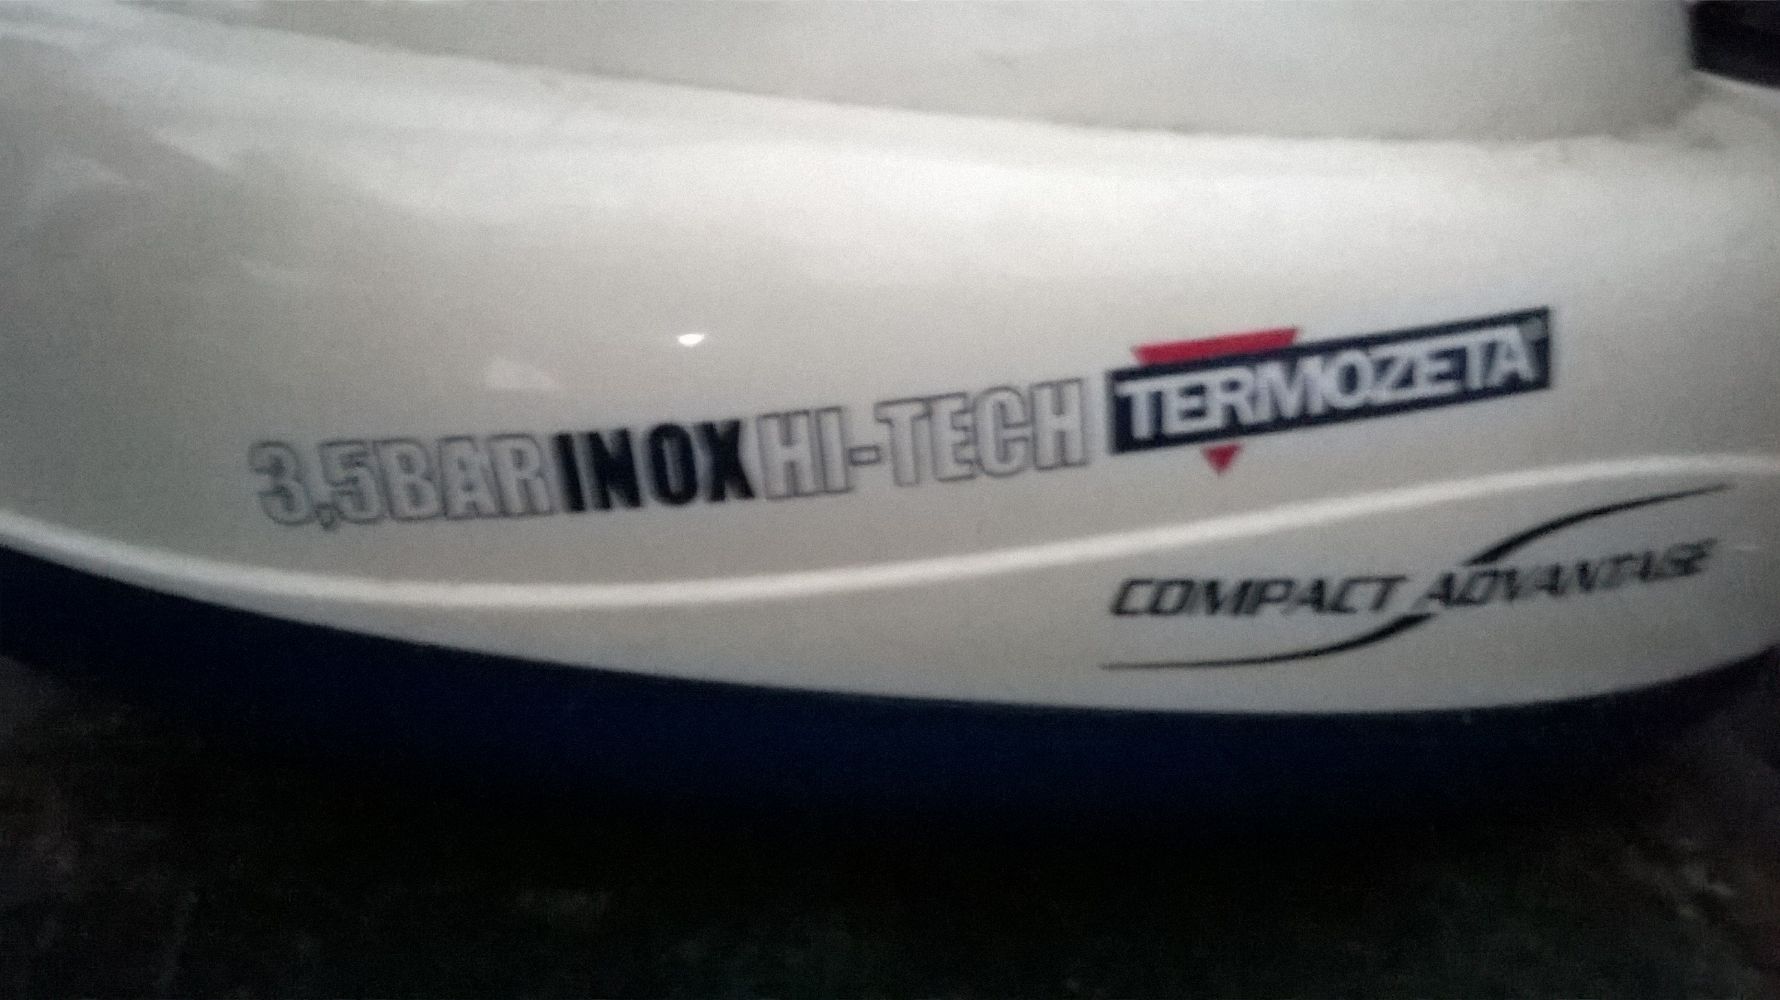 3,5BAR INOX HI-TECH TERMOZETA®
COMPACT ADVANTAGE